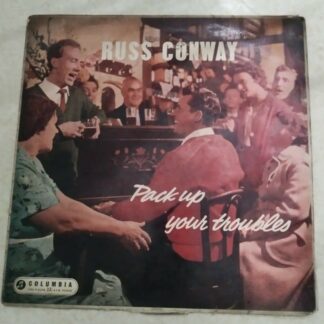 RUSS CONWAY
Pack up
your troubles
COLUMBIA